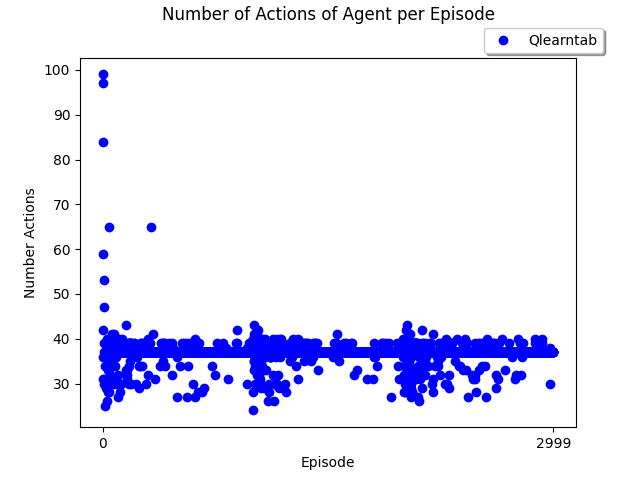 Number of Actions of Agent per Episode
Qlearntab
100
90
80
70
60
50
40
30
Number Actions
0
2999
Episode